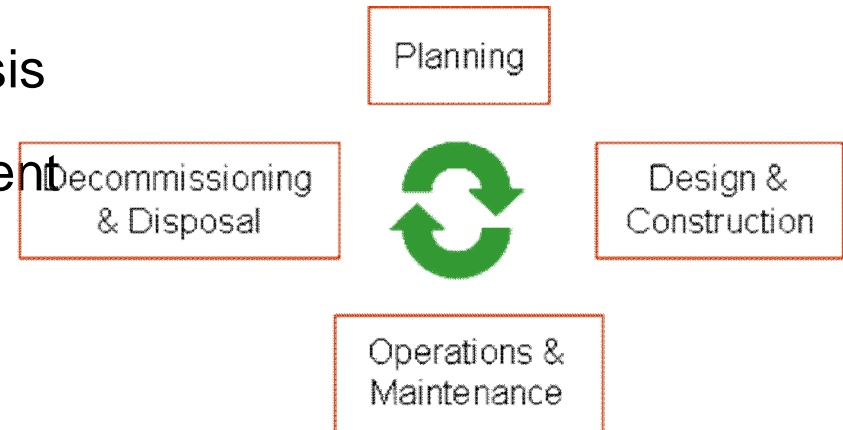 Planning
sis
ent
Decommissioning
& Disposal
Design &
Construction
Operations &
Maintenance